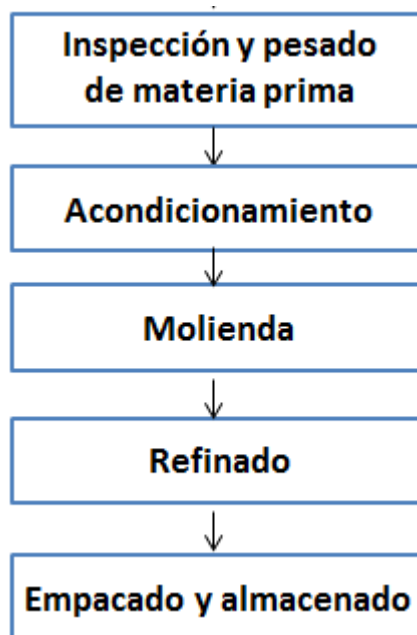 Inspección y pesado
de materia prima
Acondicionamiento
Molienda
Refinado
Empacado y almacenado